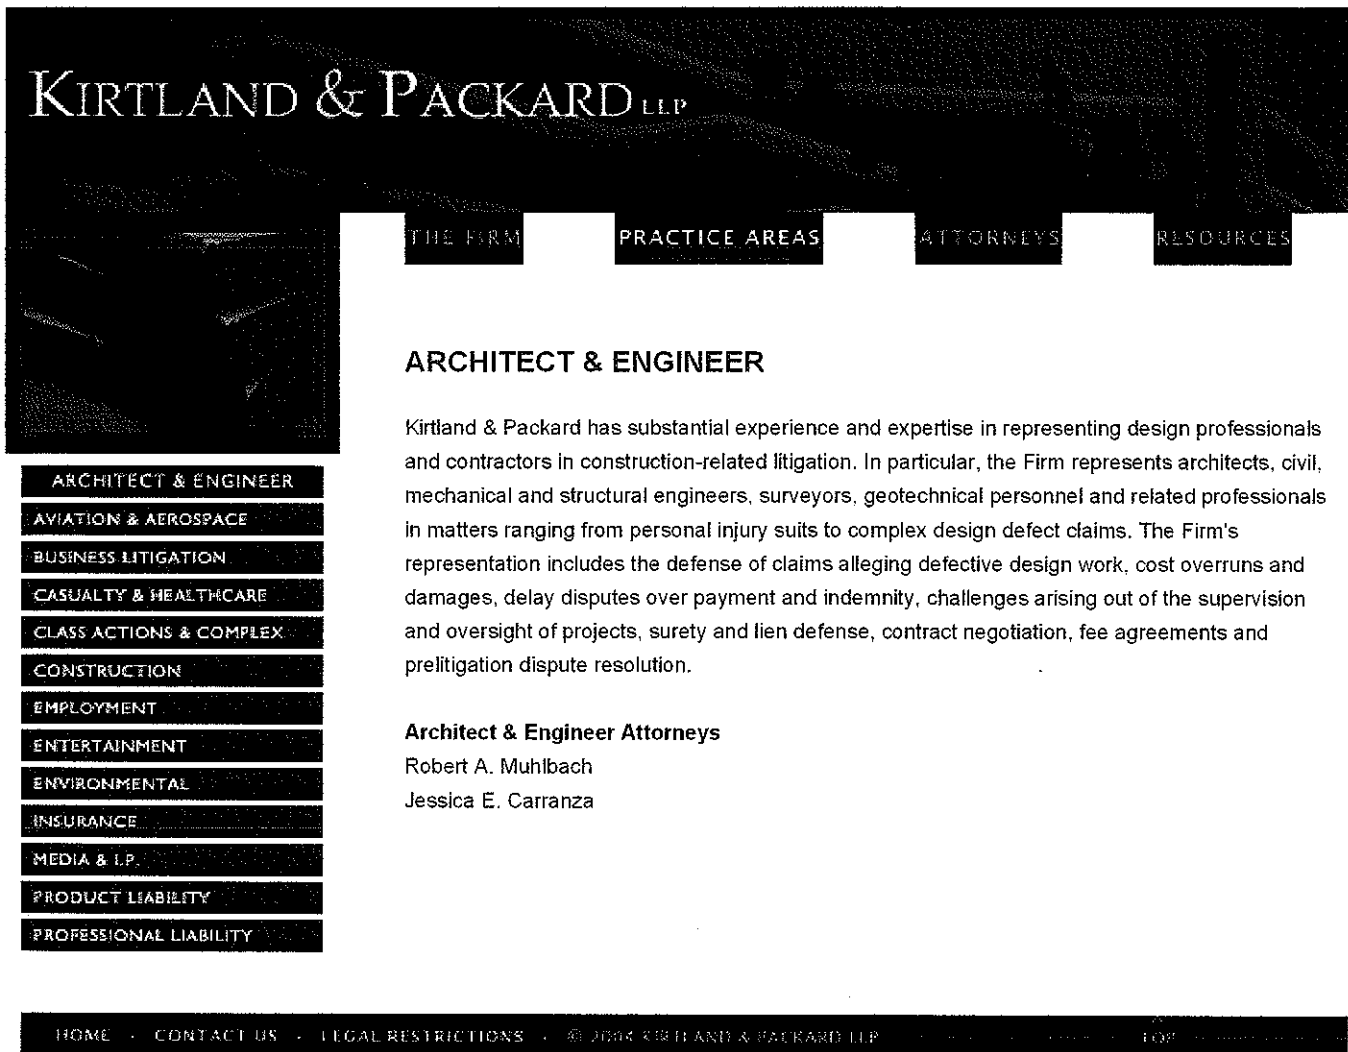 KIRTLAND & PACKARD LLP
THE FIRM
PRACTICE AREAS
ATTORNEYS
RESOURCES
ARCHITECT & ENGINEER
AVIATION & AEROSPACE
BUSINESS LITIGATION
CASUALTY & HEALTHCARE
CLASS ACTIONS & COMPLEX
CONSTRUCTION
EMPLOYMENT
ENTERTAINMENT
ENVIRONMENTAL
INSURANCE
MEDIA & I.P.
PRODUCT LIABILITY
PROFESSIONAL LIABILITY
ARCHITECT & ENGINEER
Kirtland & Packard has substantial experience and expertise in representing design professionals
and contractors in construction-related litigation. In particular, the Firm represents architects, civil,
mechanical and structural engineers, surveyors, geotechnical personnel and related professionals
in matters ranging from personal injury suits to complex design defect claims. The Firm's
representation includes the defense of claims alleging defective design work, cost overruns and
damages, delay disputes over payment and indemnity, challenges arising out of the supervision
and oversight of projects, surety and lien defense, contract negotiation, fee agreements and
prelitigation dispute resolution.
Architect & Engineer Attorneys
Robert A. Muhlbach
Jessica E. Carranza
HOME - CONTACT US - LEGAL RESTRICTIONS - © 2004 KIRTLAND & PACKARD LLP TOP